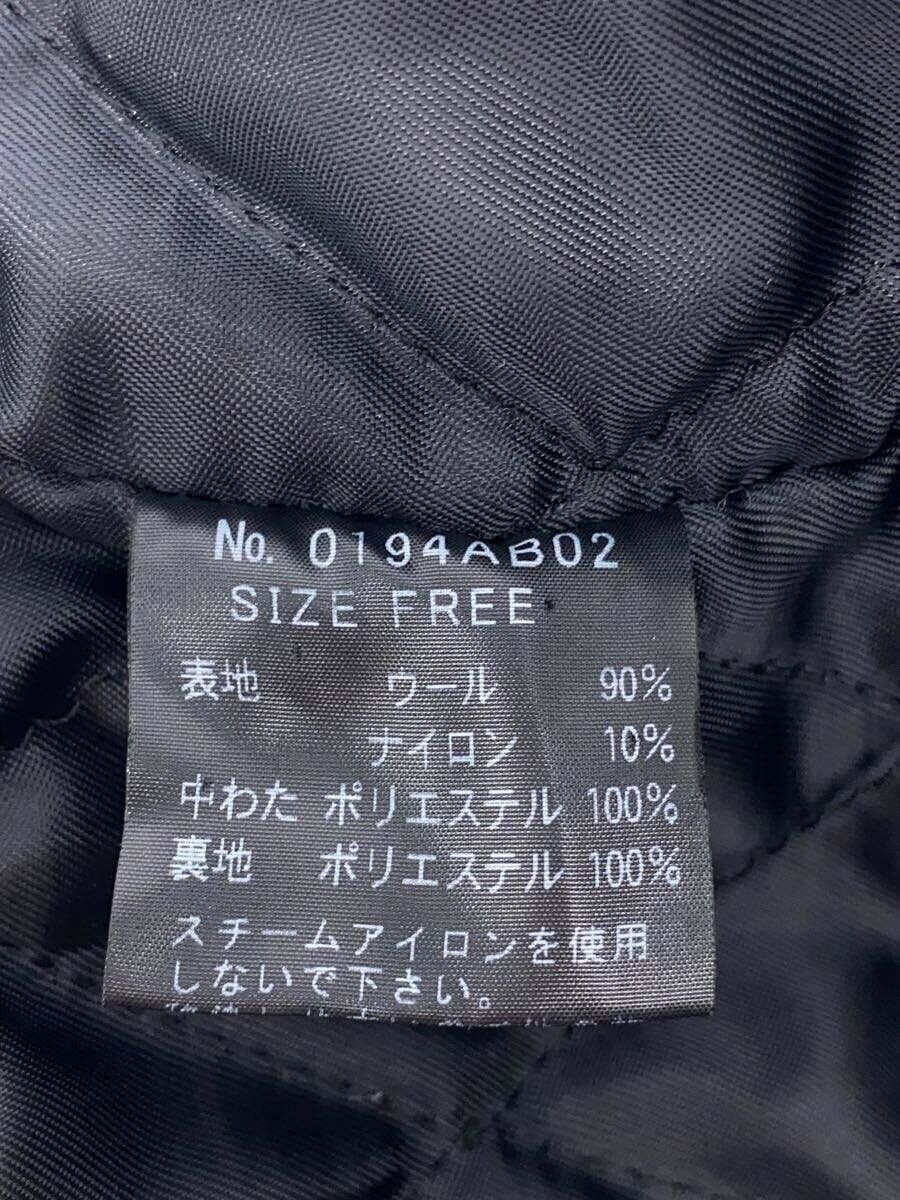 No. 0194AB02
SIZE FREE
表地 ウール 90%
ナイロン 10%
中わた ポリエステル 100%
裏地 ポリエステル 100%
スチームアイロンを使用
しないで下さい。